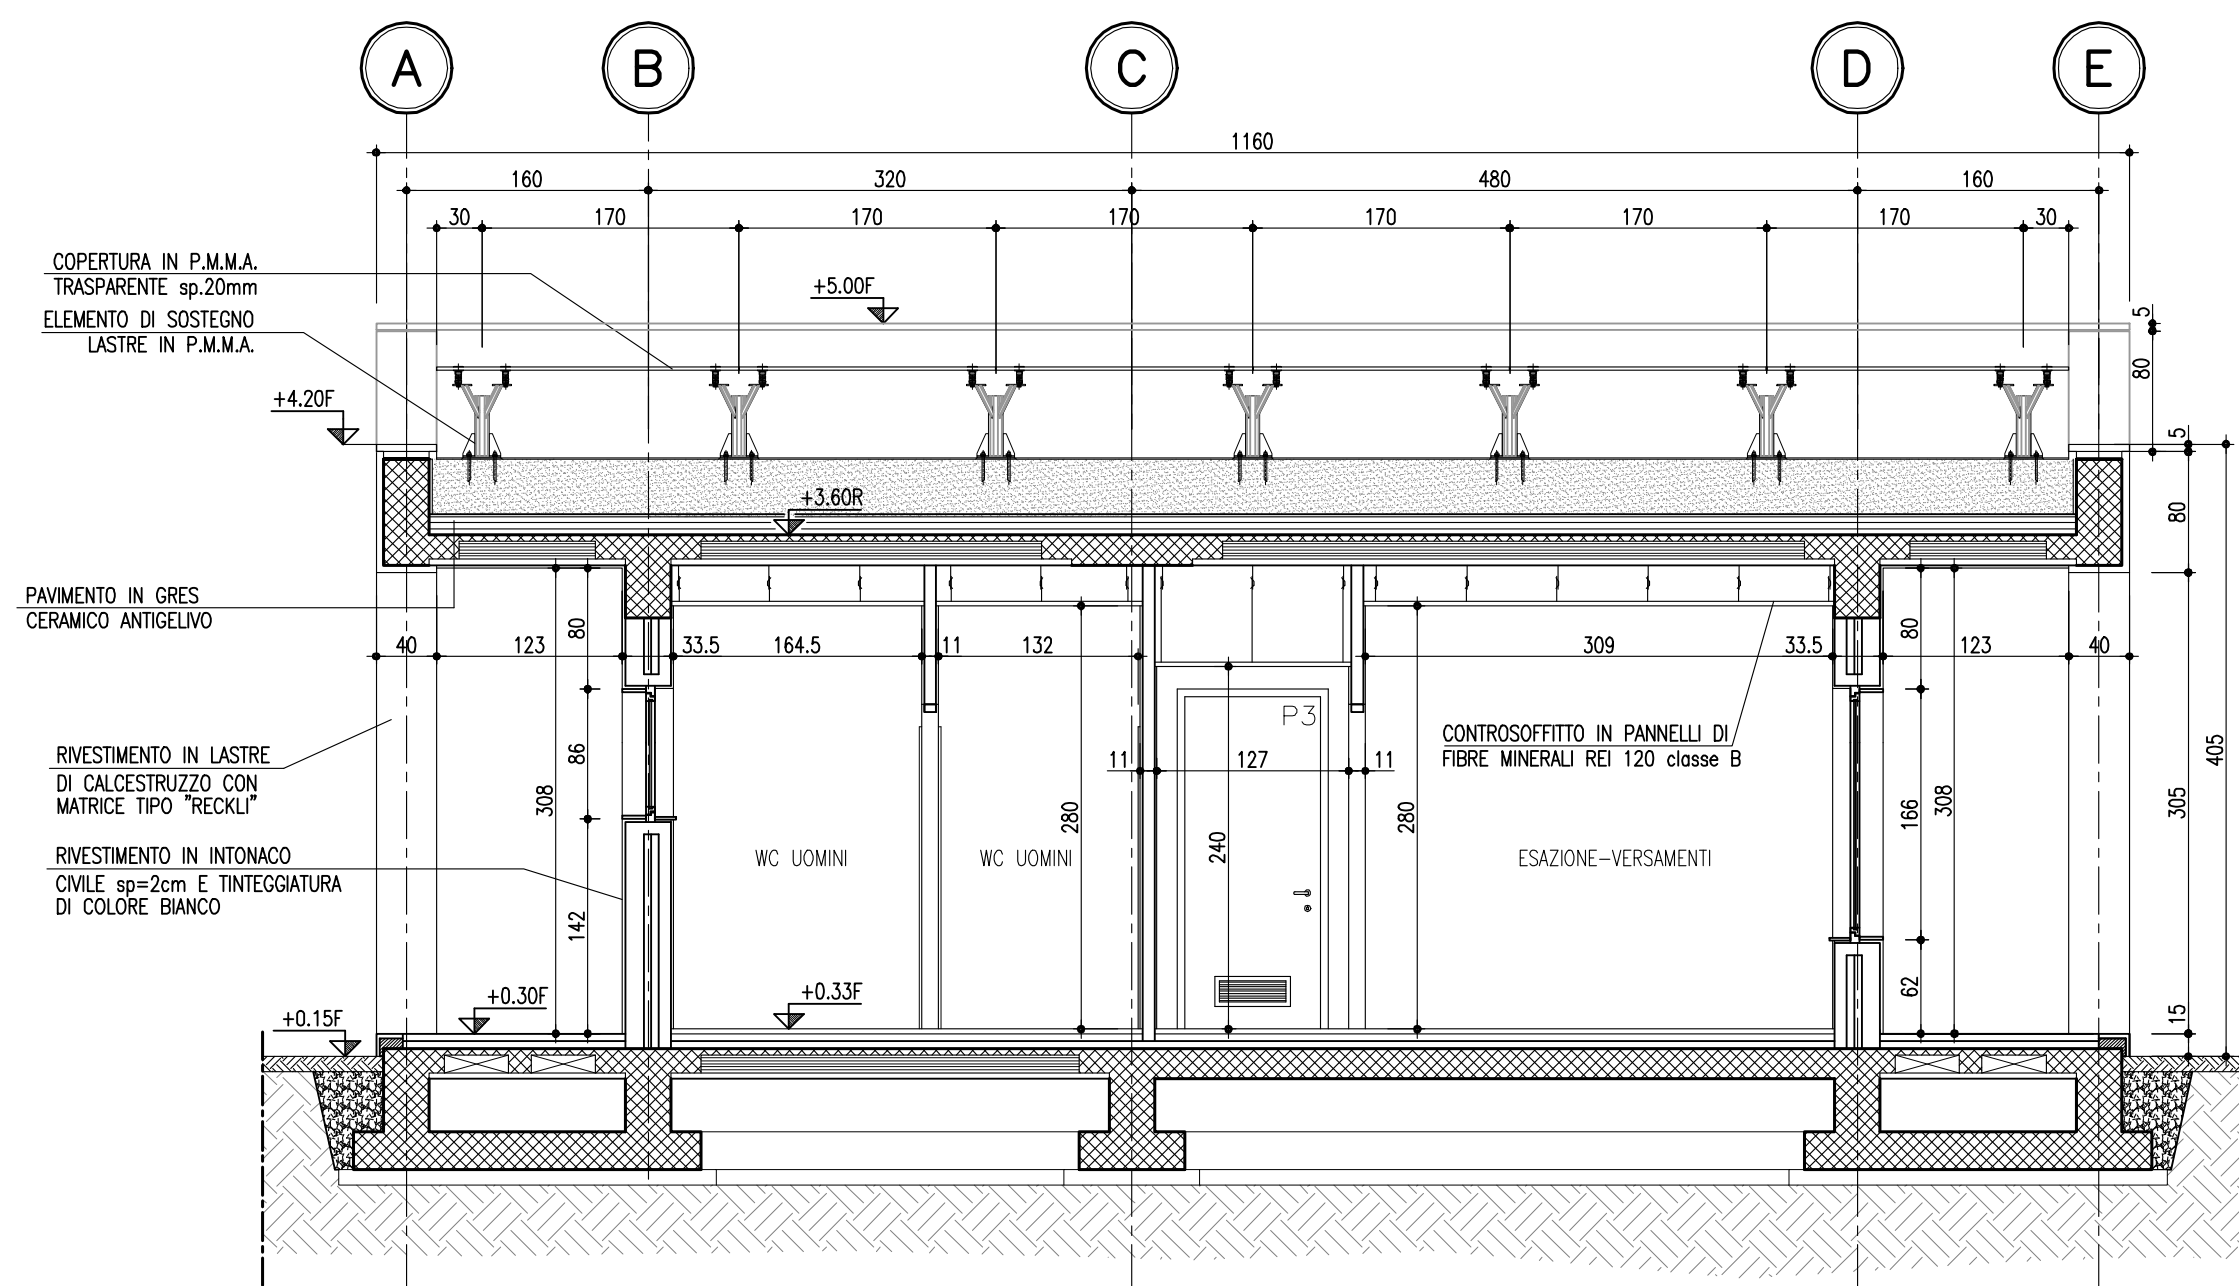 A B C D E
1160
160 320 480 160
30 170 170 170 170 170 170 30
COPERTURA IN P.M.M.A.
TRASPARENTE sp.20mm
+5.00F
ELEMENTO DI SOSTEGNO
LASTRE IN P.M.M.A.
5
80
+4.20F
5
+3.60R
80
PAVIMENTO IN GRES
CERAMICO ANTIGELIVO
80 80
40 123 33.5 164.5 11 132 309 33.5 123 40
P3
CONTROSOFFITTO IN PANNELLI DI
FIBRE MINERALI REI 120 classe B
RIVESTIMENTO IN LASTRE
DI CALCESTRUZZO CON
MATRICE TIPO "RECKLI"
86
11 127 11
405
308 280 240 280 166 308 305
RIVESTIMENTO IN INTONACO
CIVILE sp=2cm E TINTEGGIATURA
DI COLORE BIANCO
WC UOMINI WC UOMINI ESAZIONE-VERSAMENTI
142
62
+0.30F +0.33F
+0.15F
15